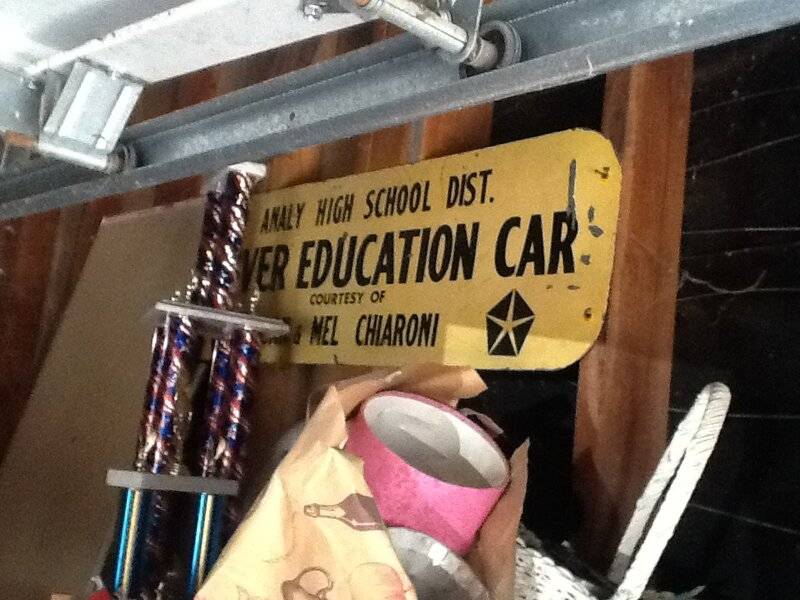 ANALY HIGH SCHOOL DIST.
VER EDUCATION CAR
COURTESY OF
& MEL CHIARONI